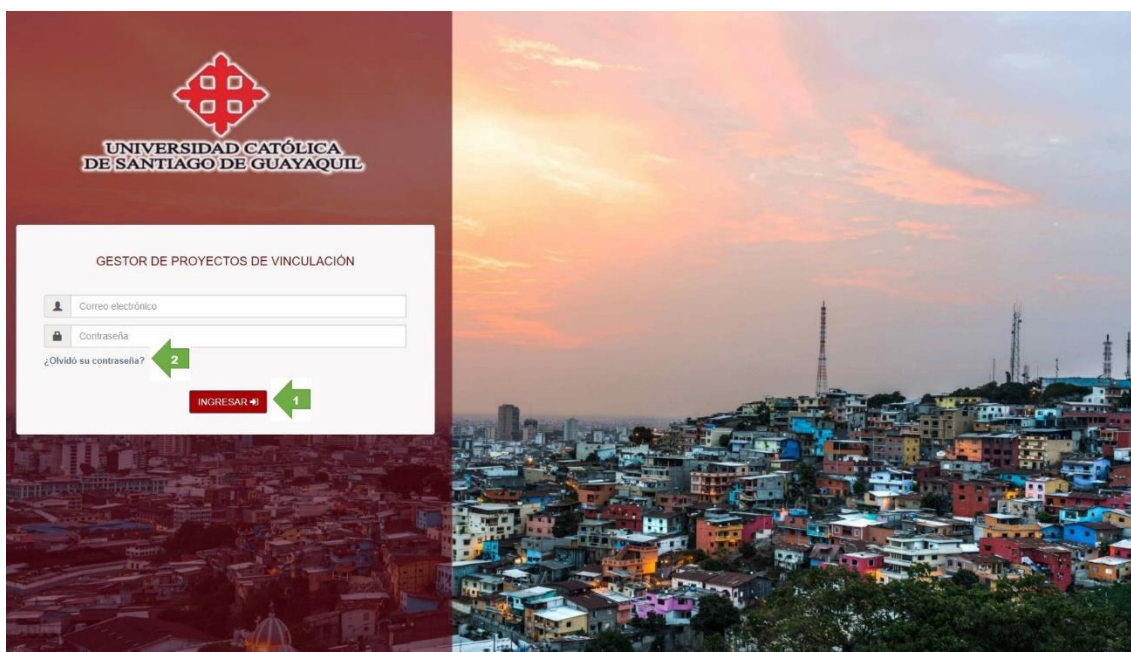 UNIVERSIDAD CATÓLICA
DE SANTIAGO DE GUAYAQUIL
GESTOR DE PROYECTOS DE VINCULACIÓN
Correo electrónico
Contraseña
¿Olvidó su contraseña? 2
INGRESAR 1